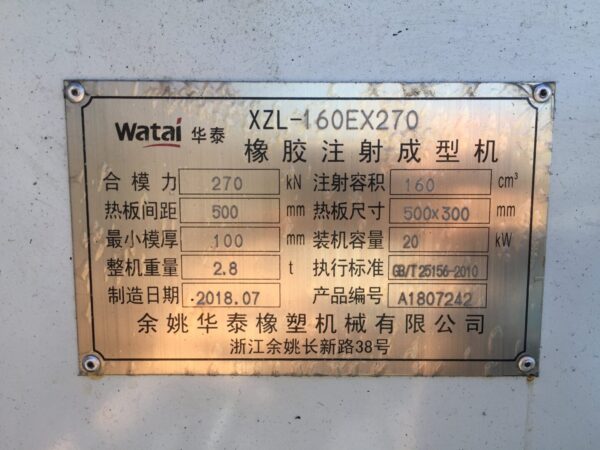 Watai 华泰 XZL-160EX270
橡胶注射成型机
合模力 270 kN 注射容积 160 cm³
热板间距 500 mm 热板尺寸 500×300 mm
最小模厚 100 mm 装机容量 20 kW
整机重量 2.8 t 执行标准 GB/T25156-2010
制造日期 2018.07 产品编号 A1807242
余姚华泰橡塑机械有限公司
浙江余姚长新路38号